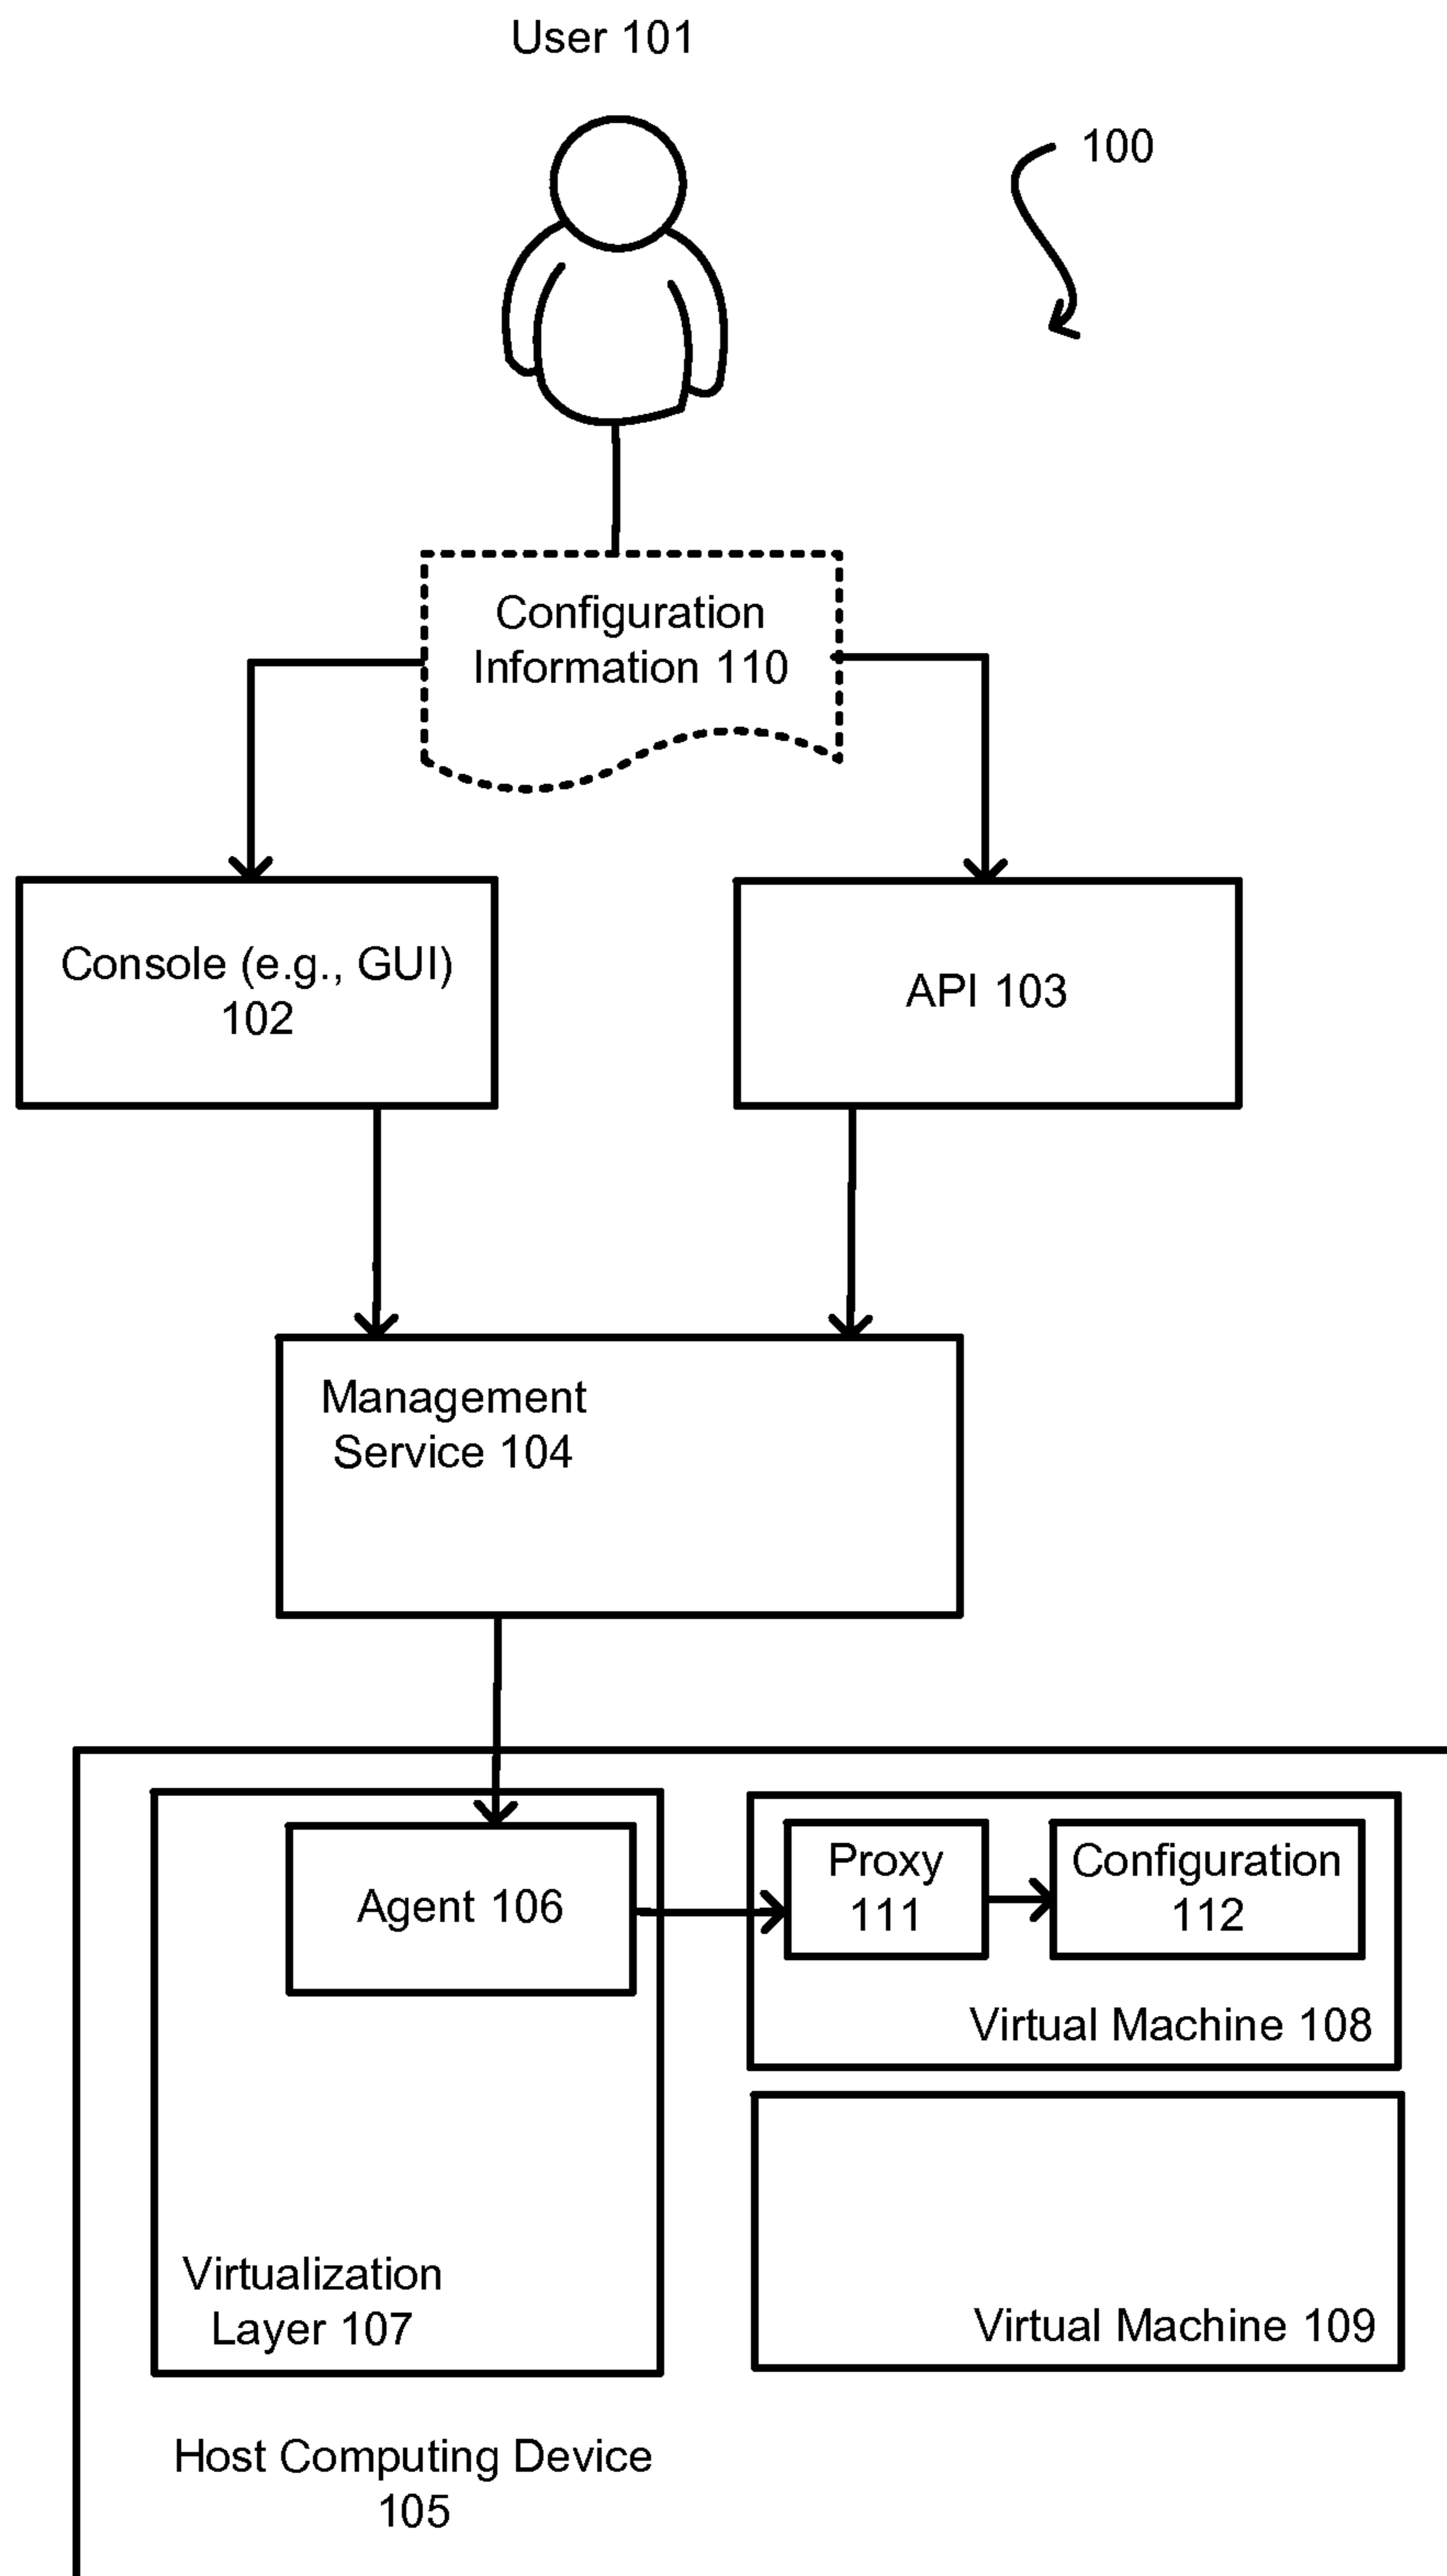 User 101
100
Configuration
Information 110
Console (e.g., GUI)
102
API 103
Management
Service 104
Agent 106
Proxy
111
Configuration
112
Virtual Machine 108
Virtualization
Layer 107
Virtual Machine 109
Host Computing Device
105